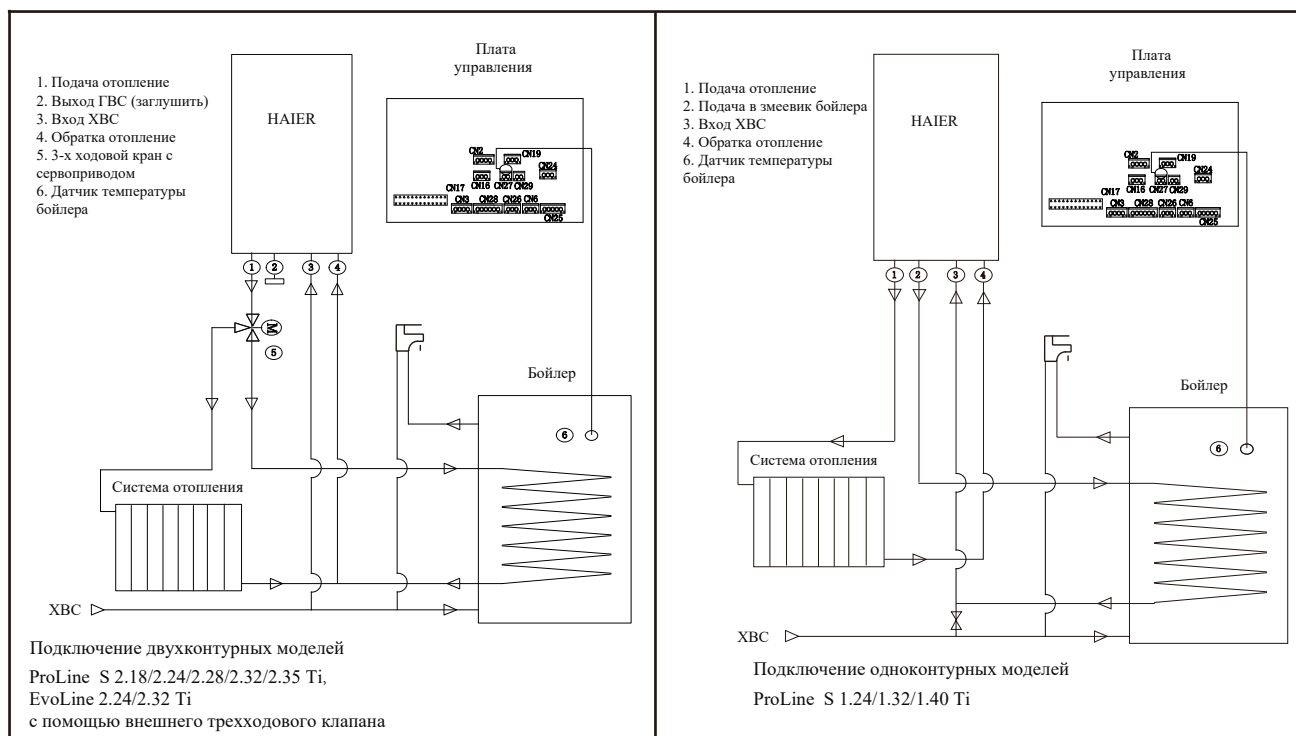 1. Подача отопление
2. Выход ГВС (заглушить)
3. Вход ХВС
4. Обратка отопление
5. 3-х ходовой кран с
сервоприводом
6. Датчик температуры
бойлера
HAIER
Плата
управления
CN2
CN19
CN24
CN16
CN27
CN29
CN17
CN3
CN28
CN26
CN6
CN25
1
2
3
4
M
5
Бойлер
6
Система отопления
ХВС
Подключение двухконтурных моделей
ProLine S 2.18/2.24/2.28/2.32/2.35 Ti,
EvoLine 2.24/2.32 Ti
с помощью внешнего трехходового клапана
1. Подача отопление
2. Подача в змеевик бойлера
3. Вход ХВС
4. Обратка отопление
6. Датчик температуры
бойлера
HAIER
Плата
управления
CN2
CN19
CN24
CN16
CN27
CN29
CN17
CN3
CN28
CN26
CN6
CN25
1
2
3
4
Бойлер
6
Система отопления
ХВС
Подключение одноконтурных моделей
ProLine S 1.24/1.32/1.40 Ti